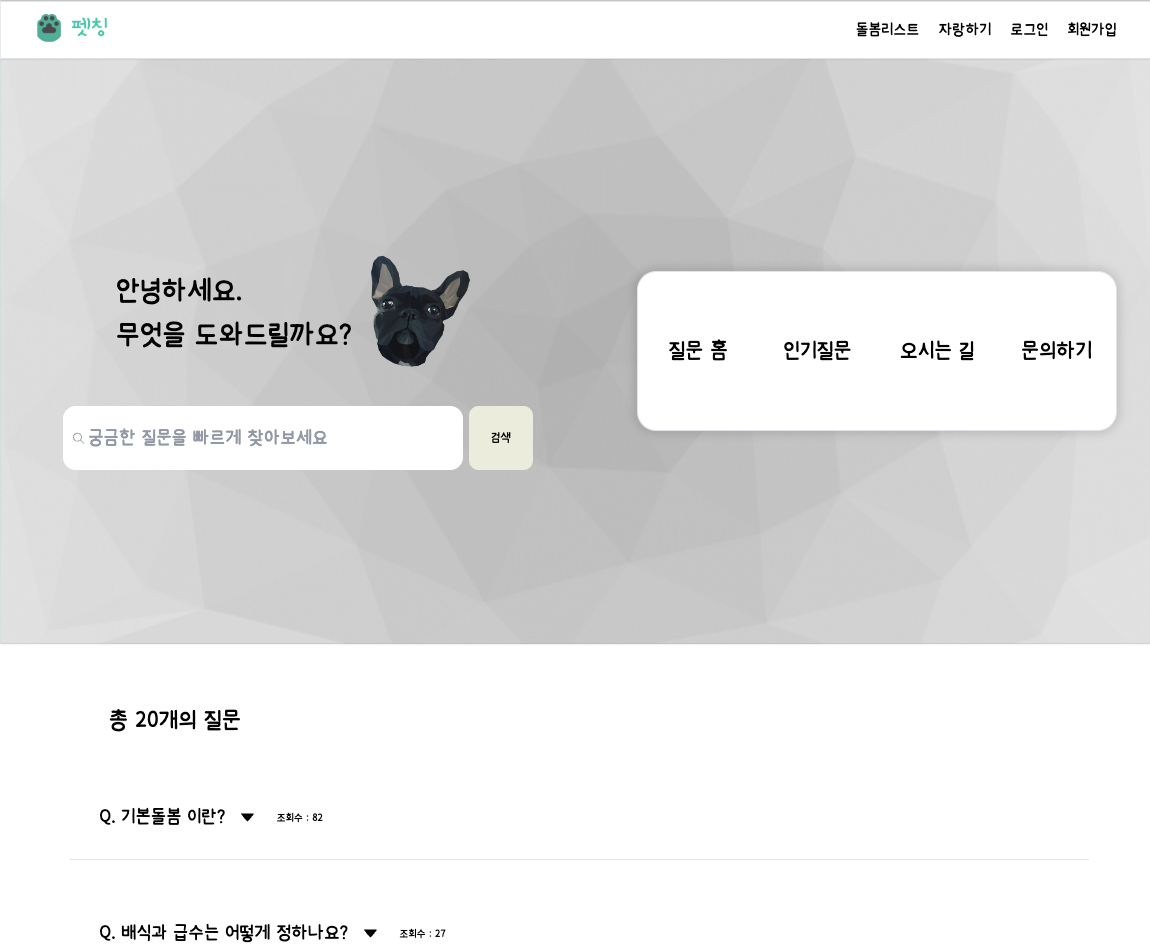 펫칭
돌봄리스트 자랑하기 로그인 회원가입
안녕하세요.
무엇을 도와드릴까요?
질문 홈 인기질문 오시는 길 문의하기
궁금한 질문을 빠르게 찾아보세요
검색
총 20개의 질문
Q. 기본돌봄 이란? ▼ 조회수 : 82
Q. 배식과 급수는 어떻게 정하나요? ▼ 조회수 : 27